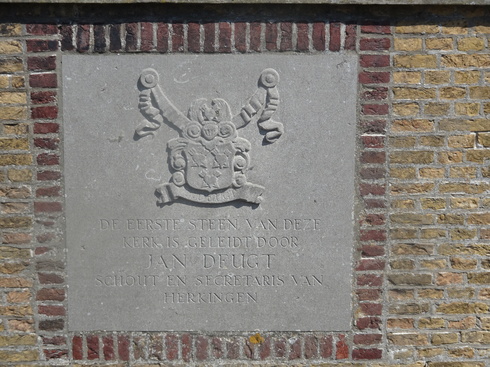 DE EERSTE STEEN VAN DEZE
KERK IS GELEIDT DOOR
JAN DEUGT
SCHOUT EN SECRETARIS VAN
HERKINGEN